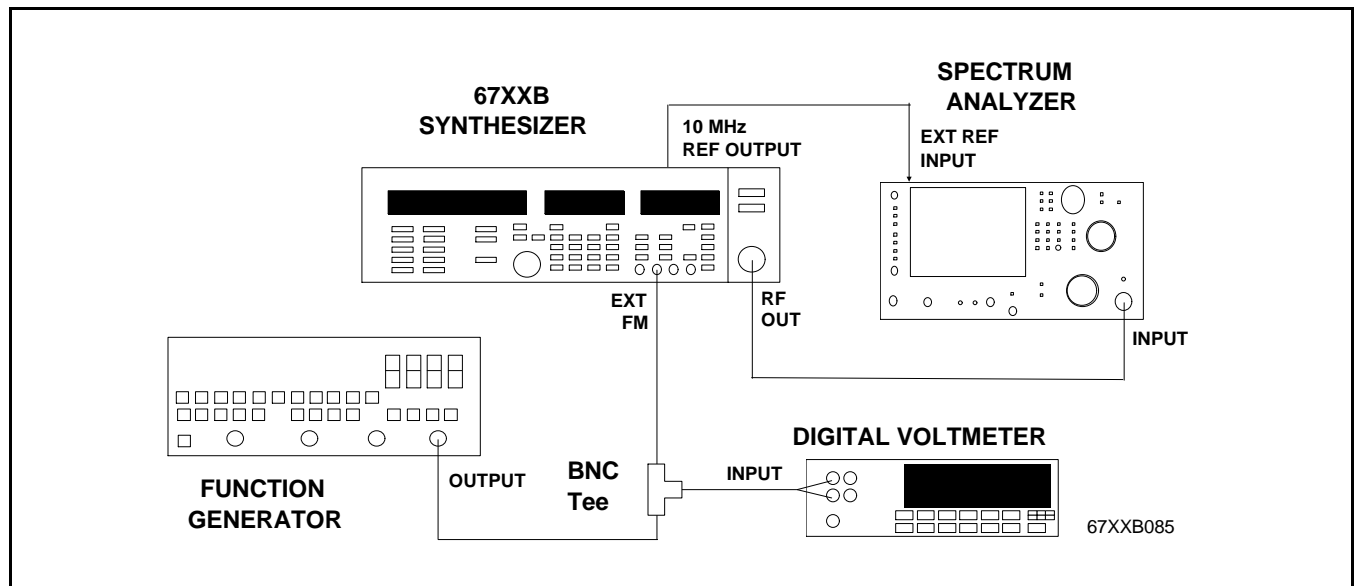 SPECTRUM
ANALYZER
67XXB
SYNTHESIZER
10 MHz
REF OUTPUT
EXT REF
INPUT
EXT
FM
RF
OUT
INPUT
DIGITAL VOLTMETER
BNC
Tee
INPUT
OUTPUT
FUNCTION
GENERATOR
67XXB085